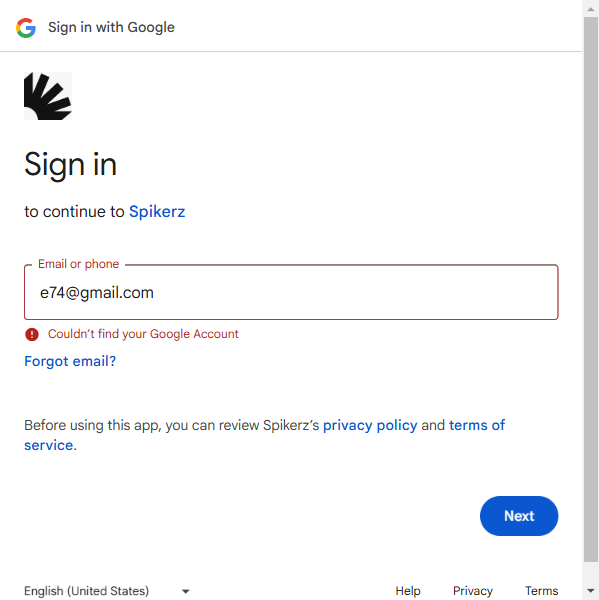 Sign in with Google
Sign in
to continue to Spikerz
Email or phone
e74@gmail.com
Couldn't find your Google Account
Forgot email?
Before using this app, you can review Spikerz's privacy policy and terms of
service.
Next
English (United States)
Help
Privacy
Terms